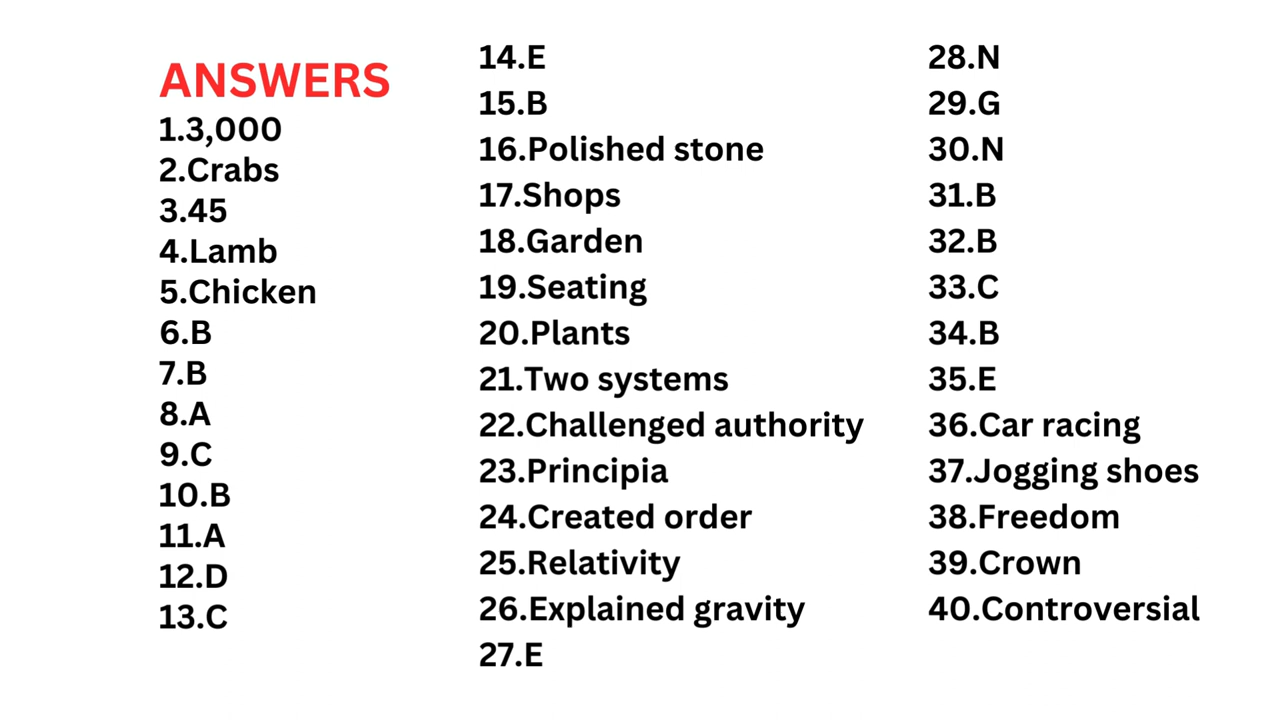 ANSWERS
1.3,000
2.Crabs
3.45
4.Lamb
5.Chicken
6.B
7.B
8.A
9.C
10.B
11.A
12.D
13.C
14.E
15.B
16.Polished stone
17.Shops
18.Garden
19.Seating
20.Plants
21.Two systems
22.Challenged authority
23.Principia
24.Created order
25.Relativity
26.Explained gravity
27.E
28.N
29.G
30.N
31.B
32.B
33.C
34.B
35.E
36.Car racing
37.Jogging shoes
38.Freedom
39.Crown
40.Controversial